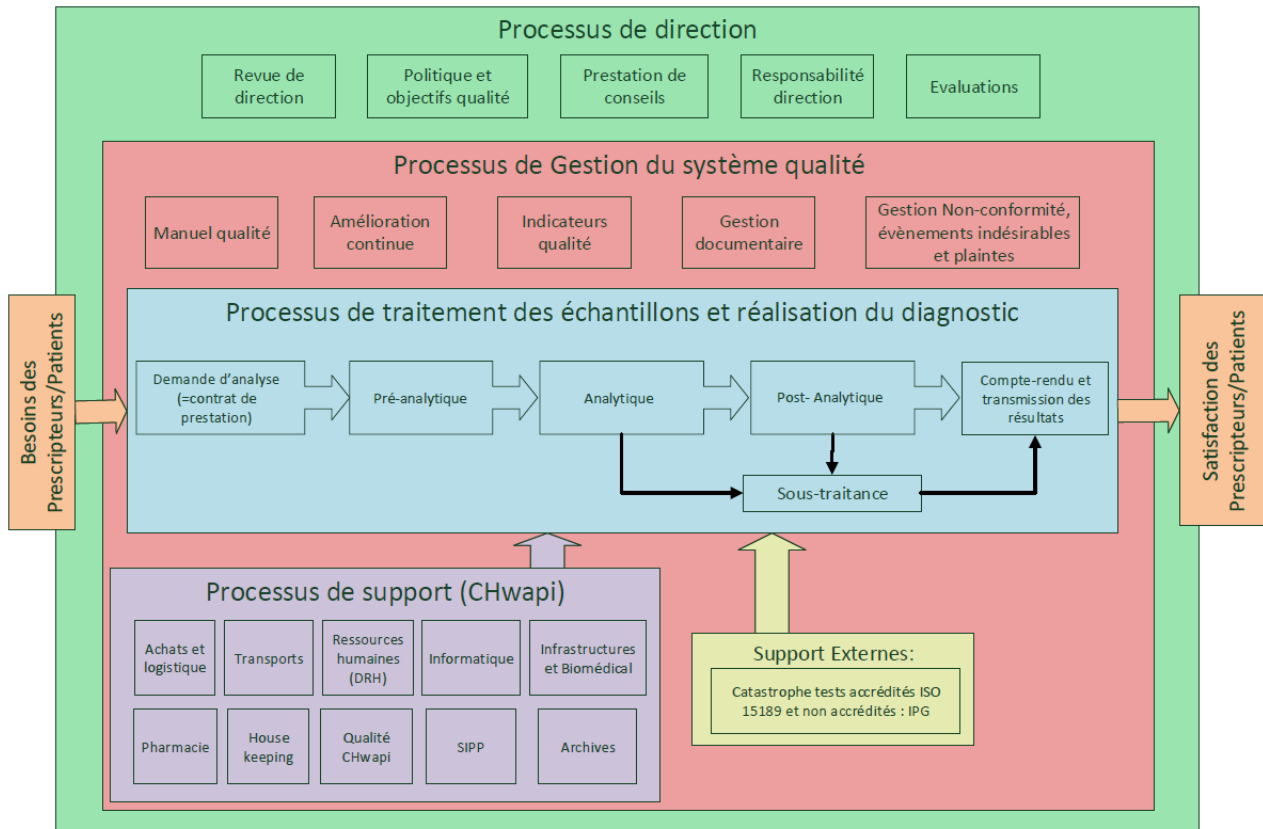 Processus de direction
Revue de
direction
Politique et
objectifs qualité
Prestation de
conseils
Responsabilité
direction
Evaluations
Processus de Gestion du système qualité
Manuel qualité
Amélioration
continue
Indicateurs
qualité
Gestion
documentaire
Gestion Non-conformité,
évènements indésirables
et plaintes
Besoins des
Prescripteurs/Patients
Processus de traitement des échantillons et réalisation du diagnostic
Demande d'analyse
(=contrat de
prestation)
Pré-analytique
Analytique
Post- Analytique
Compte-rendu et
transmission des
résultats
Sous-traitance
Satisfaction des
Prescripteurs/Patients
Processus de support (CHwapi)
Achats et
logistique
Transports
Ressources
humaines
(DRH)
Informatique
Infrastructures
et Biomédical
Pharmacie
House
keeping
Qualité
CHwapi
SIPP
Archives
Support Externes:
Catastrophe tests accrédités ISO
15189 et non accrédités : IPG